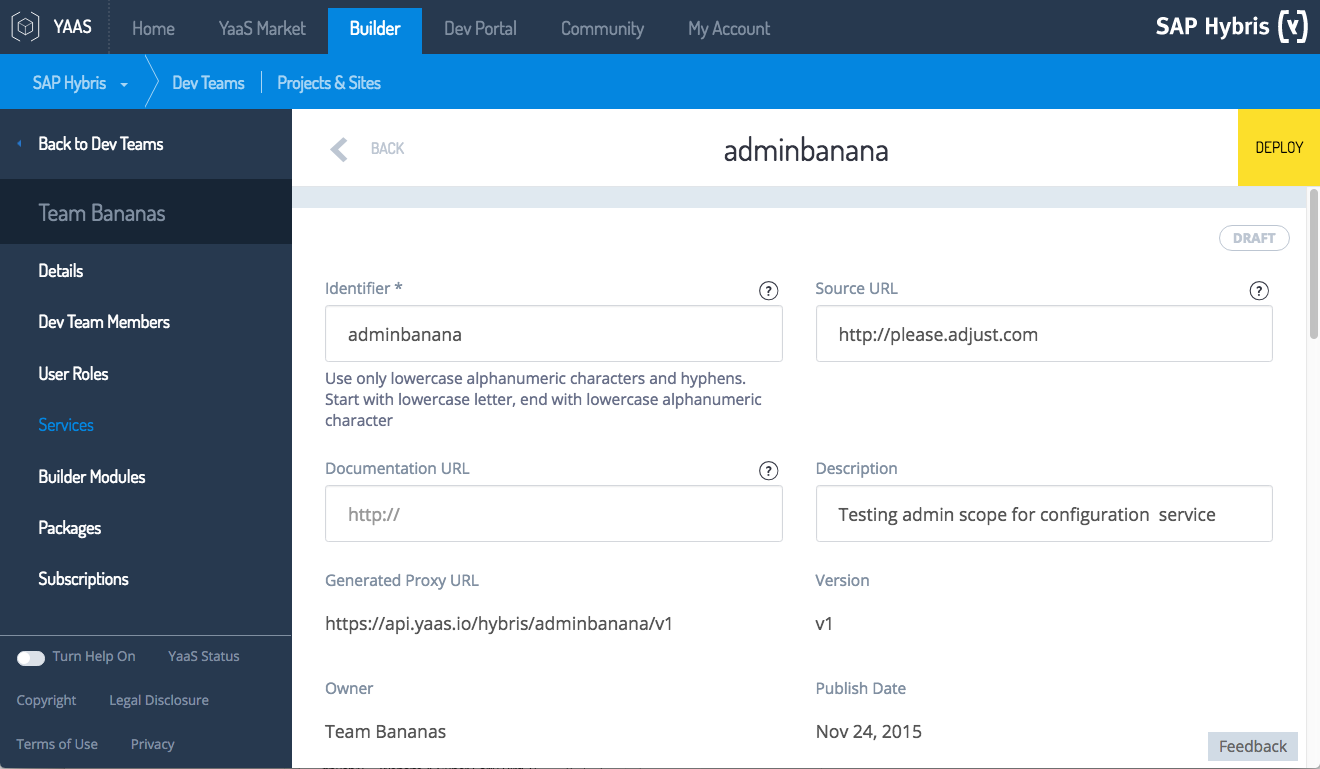 YAAS Home YaaS Market Builder Dev Portal Community My Account SAP Hybris (Y)
SAP Hybris Dev Teams Projects & Sites
Back to Dev Teams
Team Bananas
Details
Dev Team Members
User Roles
Services
Builder Modules
Packages
Subscriptions
Turn Help On YaaS Status
Copyright Legal Disclosure
Terms of Use Privacy
BACK adminbanana DEPLOY
DRAFT
Identifier * ? Source URL ?
adminbanana http://please.adjust.com
Use only lowercase alphanumeric characters and hyphens.
Start with lowercase letter, end with lowercase alphanumeric
character
Documentation URL ? Description
http:// Testing admin scope for configuration  service
Generated Proxy URL Version
https://api.yaas.io/hybris/adminbanana/v1 v1
Owner Publish Date
Team Bananas Nov 24, 2015
Feedback